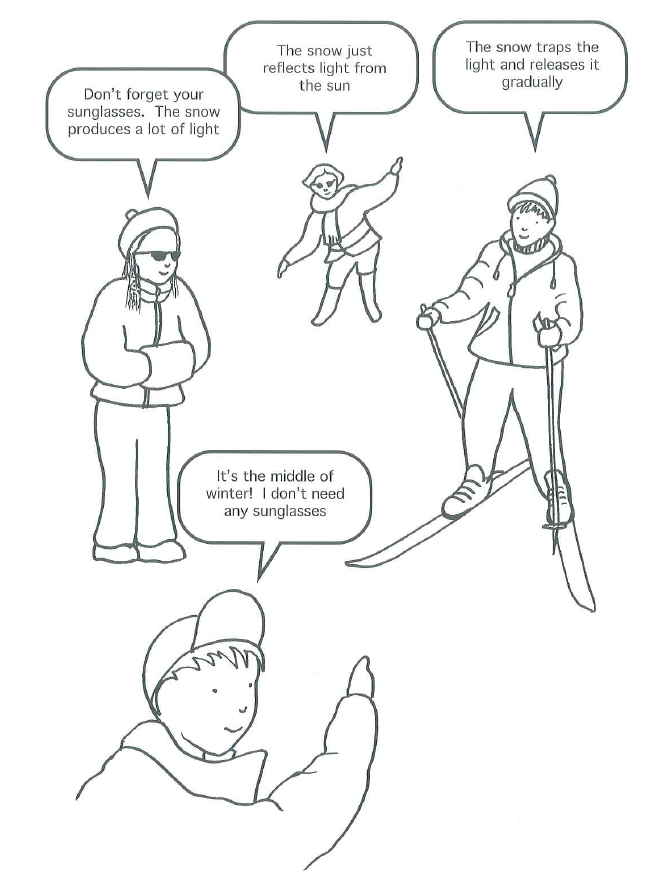 Don't forget your
sunglasses.  The snow
produces a lot of light
The snow just
reflects light from
the sun
The snow traps the
light and releases it
gradually
It's the middle of
winter!  I don't need
any sunglasses